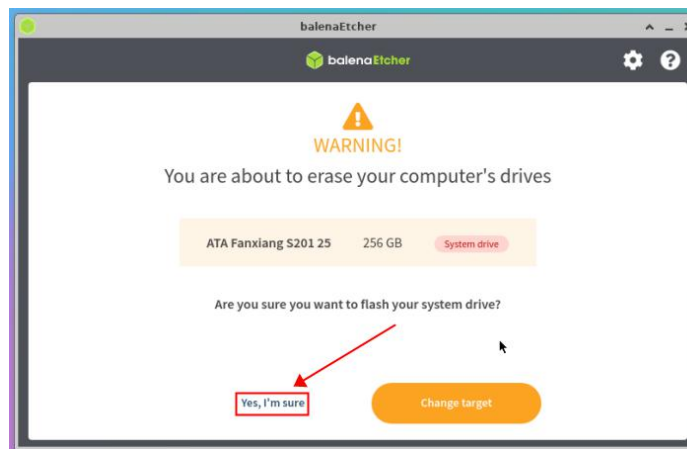 balenaEtcher
balenaEtcher
WARNING!
You are about to erase your computer's drives
ATA Fanxiang S201 25 256 GB System drive
Are you sure you want to flash your system drive?
Yes, I'm sure Change target